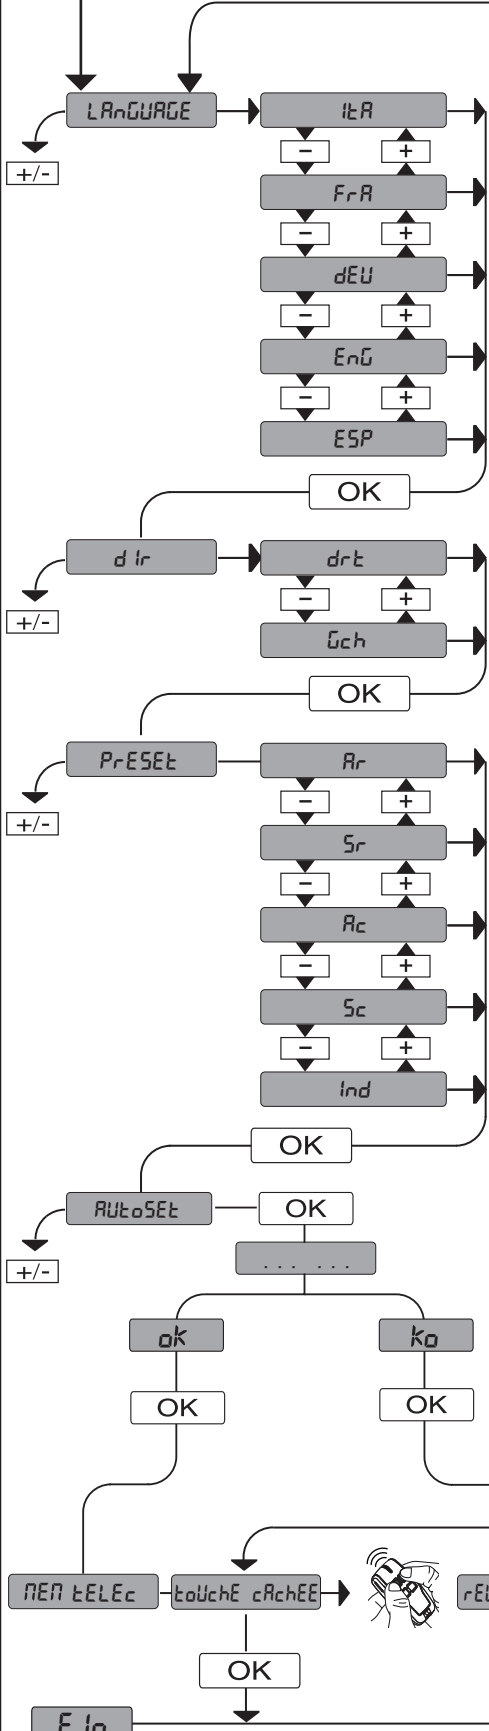 LAnGUAGE ItA
+/- - +
FrA
- +
dEU
- +
EnG
- +
ESP
OK
dIr drt
+/- - +
Gch
OK
PrESEt Ar
+/- - +
Sr
- +
Ac
- +
Sc
- +
Ind
OK
AUtoSEt OK
+/- ... ...
oK Ko
OK OK
MEM tELEc toUchE cAchEE
OK